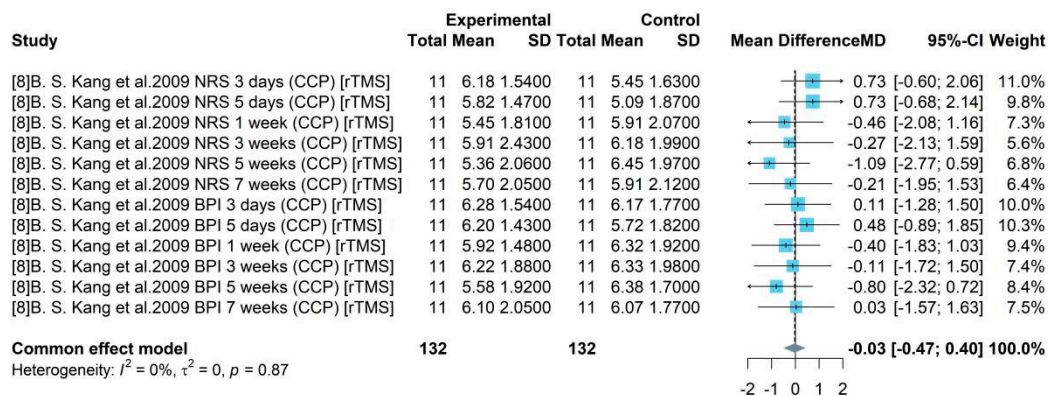 Experimental Control
Study Total Mean SD Total Mean SD Mean DifferenceMD 95%-CI Weight
[8]B. S. Kang et al.2009 NRS 3 days (CCP) [rTMS] 11 6.18 1.5400 11 5.45 1.6300 0.73 [-0.60; 2.06] 11.0%
[8]B. S. Kang et al.2009 NRS 5 days (CCP) [rTMS] 11 5.82 1.4700 11 5.09 1.8700 0.73 [-0.68; 2.14] 9.8%
[8]B. S. Kang et al.2009 NRS 1 week (CCP) [rTMS] 11 5.45 1.8100 11 5.91 2.0700 -0.46 [-2.08; 1.16] 7.3%
[8]B. S. Kang et al.2009 NRS 3 weeks (CCP) [rTMS] 11 5.91 2.4300 11 6.18 1.9900 -0.27 [-2.13; 1.59] 5.6%
[8]B. S. Kang et al.2009 NRS 5 weeks (CCP) [rTMS] 11 5.36 2.0600 11 6.45 1.9700 -1.09 [-2.77; 0.59] 6.8%
[8]B. S. Kang et al.2009 NRS 7 weeks (CCP) [rTMS] 11 5.70 2.0500 11 5.91 2.1200 -0.21 [-1.95; 1.53] 6.4%
[8]B. S. Kang et al.2009 BPI 3 days (CCP) [rTMS] 11 6.28 1.5400 11 6.17 1.7700 0.11 [-1.28; 1.50] 10.0%
[8]B. S. Kang et al.2009 BPI 5 days (CCP) [rTMS] 11 6.20 1.4300 11 5.72 1.8200 0.48 [-0.89; 1.85] 10.3%
[8]B. S. Kang et al.2009 BPI 1 week (CCP) [rTMS] 11 5.92 1.4800 11 6.32 1.9200 -0.40 [-1.83; 1.03] 9.4%
[8]B. S. Kang et al.2009 BPI 3 weeks (CCP) [rTMS] 11 6.22 1.8800 11 6.33 1.9800 -0.11 [-1.72; 1.50] 7.4%
[8]B. S. Kang et al.2009 BPI 5 weeks (CCP) [rTMS] 11 5.58 1.9200 11 6.38 1.7000 -0.80 [-2.32; 0.72] 8.4%
[8]B. S. Kang et al.2009 BPI 7 weeks (CCP) [rTMS] 11 6.10 2.0500 11 6.07 1.7700 0.03 [-1.57; 1.63] 7.5%
Common effect model 132 132 -0.03 [-0.47; 0.40] 100.0%
Heterogeneity: I² = 0%, τ² = 0, p = 0.87
-2 -1 0 1 2